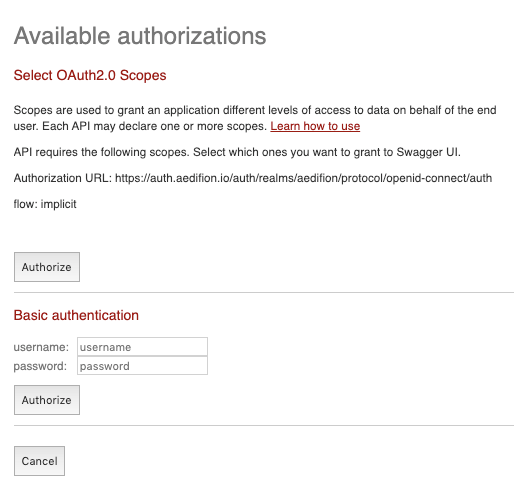 Available authorizations
Select OAuth2.0 Scopes
Scopes are used to grant an application different levels of access to data on behalf of the end
user. Each API may declare one or more scopes. Learn how to use
API requires the following scopes. Select which ones you want to grant to Swagger UI.
Authorization URL: https://auth.aedifion.io/auth/realms/aedifion/protocol/openid-connect/auth
flow: implicit
Authorize
Basic authentication
username: username
password: password
Authorize
Cancel